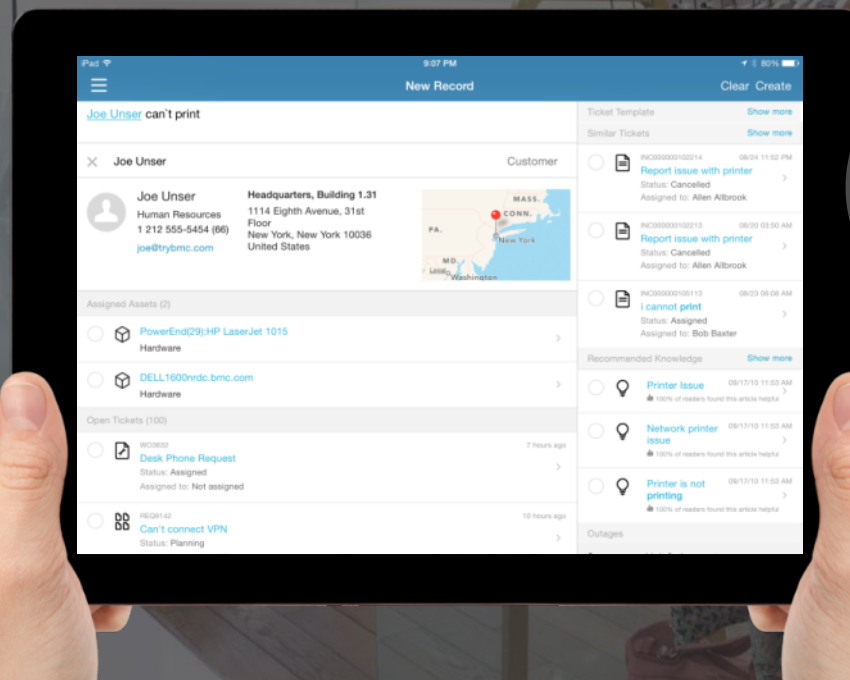 iPad 9:07 PM 80%
New Record
Clear Create
Joe Unser can't print
Joe Unser Customer
Joe Unser
Human Resources
1 212 555-5454 (66)
joe@trybmc.com
Headquarters, Building 1.31
1114 Eighth Avenue, 31st
Floor
New York, New York 10036
United States
MASS.
CONN.
PA.
New York
MD.
Washington
Assigned Assets (2)
PowerEnd(29):HP LaserJet 1015
Hardware
DELL1600nrdc.bmc.com
Hardware
Open Tickets (100)
WO3632 7 hours ago
Desk Phone Request
Status: Assigned
Assigned to: Not assigned
REQ9142 10 hours ago
Can't connect VPN
Status: Planning
Ticket Template Show more
Similar Tickets Show more
INC000000102214 08/24 11:52 PM
Report issue with printer
Status: Cancelled
Assigned to: Allen Allbrook
INC000000102213 08/20 03:50 AM
Report issue with printer
Status: Cancelled
Assigned to: Allen Allbrook
INC000000105113 08/23 06:08 AM
i cannot print
Status: Assigned
Assigned to: Bob Baxter
Recommended Knowledge Show more
Printer Issue 09/17/10 11:53 AM
100% of readers found this article helpful
Network printer 09/17/10 11:53 AM
issue
100% of readers found this article helpful
Printer is not 09/17/10 11:53 AM
printing
100% of readers found this article helpful
Outages